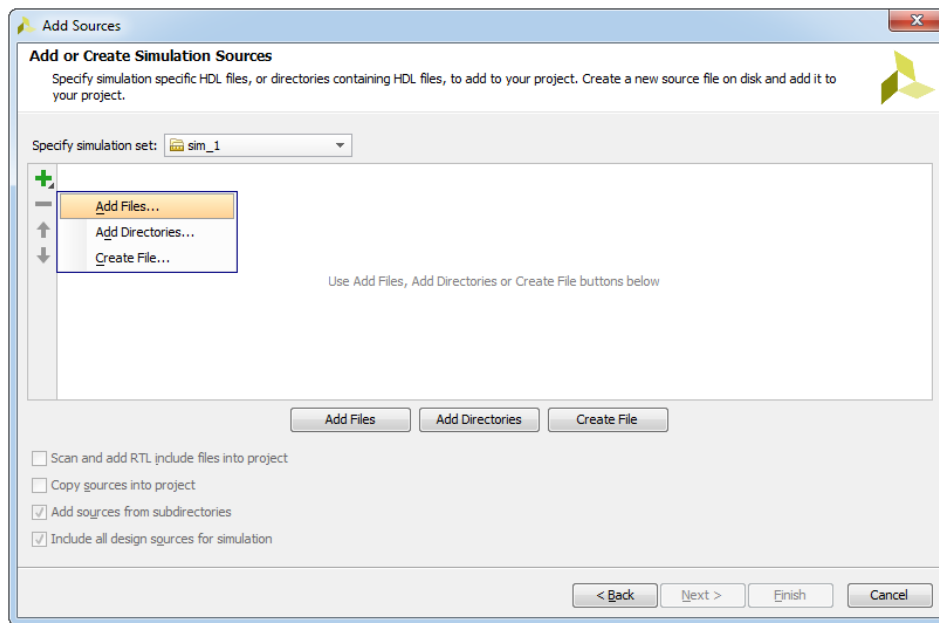 Add Sources
Add or Create Simulation Sources
Specify simulation specific HDL files, or directories containing HDL files, to add to your project. Create a new source file on disk and add it to
your project.
Specify simulation set: sim_1
Add Files...
Add Directories...
Create File...
Use Add Files, Add Directories or Create File buttons below
Add Files Add Directories Create File
Scan and add RTL include files into project
Copy sources into project
Add sources from subdirectories
Include all design sources for simulation
< Back Next > Finish Cancel